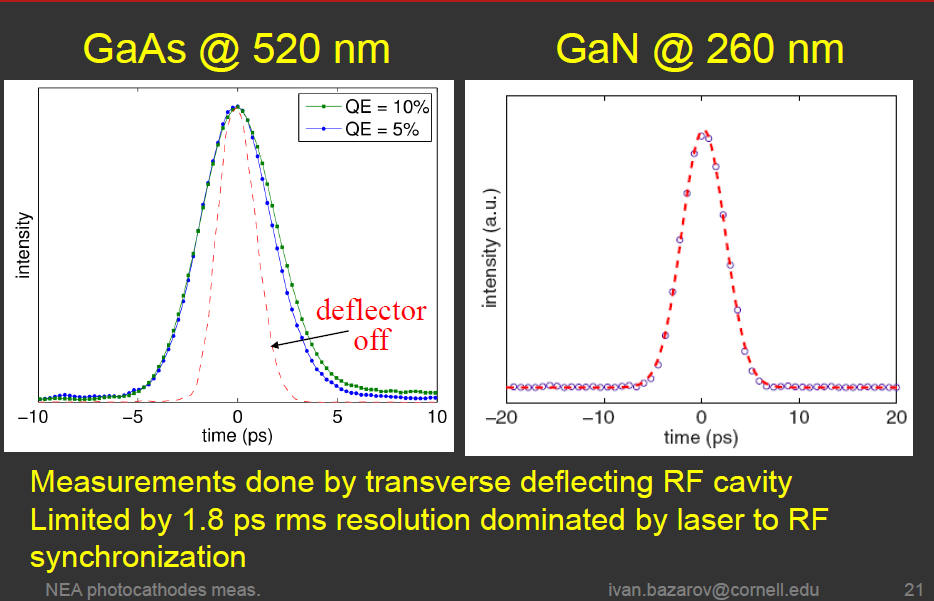 GaAs @ 520 nm
GaN @ 260 nm
QE = 10%
QE = 5%
intensity
deflector
off
−10
−5
0
5
10
time (ps)
intensity (a.u.)
−20
−10
0
10
20
time (ps)
Measurements done by transverse deflecting RF cavity
Limited by 1.8 ps rms resolution dominated by laser to RF
synchronization
NEA photocathodes meas.
ivan.bazarov@cornell.edu
21